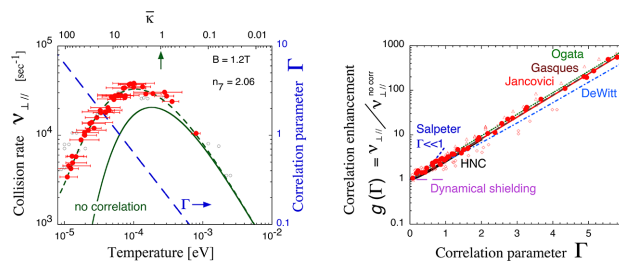 κ̅
100 10 1 0.1 0.01
10⁵
10⁴
10³
Collision rate ν⊥// [sec⁻¹]
B = 1.2T
n₇ = 2.06
10
1
0.1
Correlation parameter Γ
no correlation
Γ →
10⁻⁵ 10⁻⁴ 10⁻³ 10⁻²
Temperature [eV]
Correlation enhancement
g (Γ) = ν⊥// / ν⊥// no corr
1000
100
10
1
0.1
Ogata
Gasques
Jancovici
DeWitt
Salpeter
Γ<<1
HNC
Dynamical shielding
0 1 2 3 4 5
Correlation parameter Γ